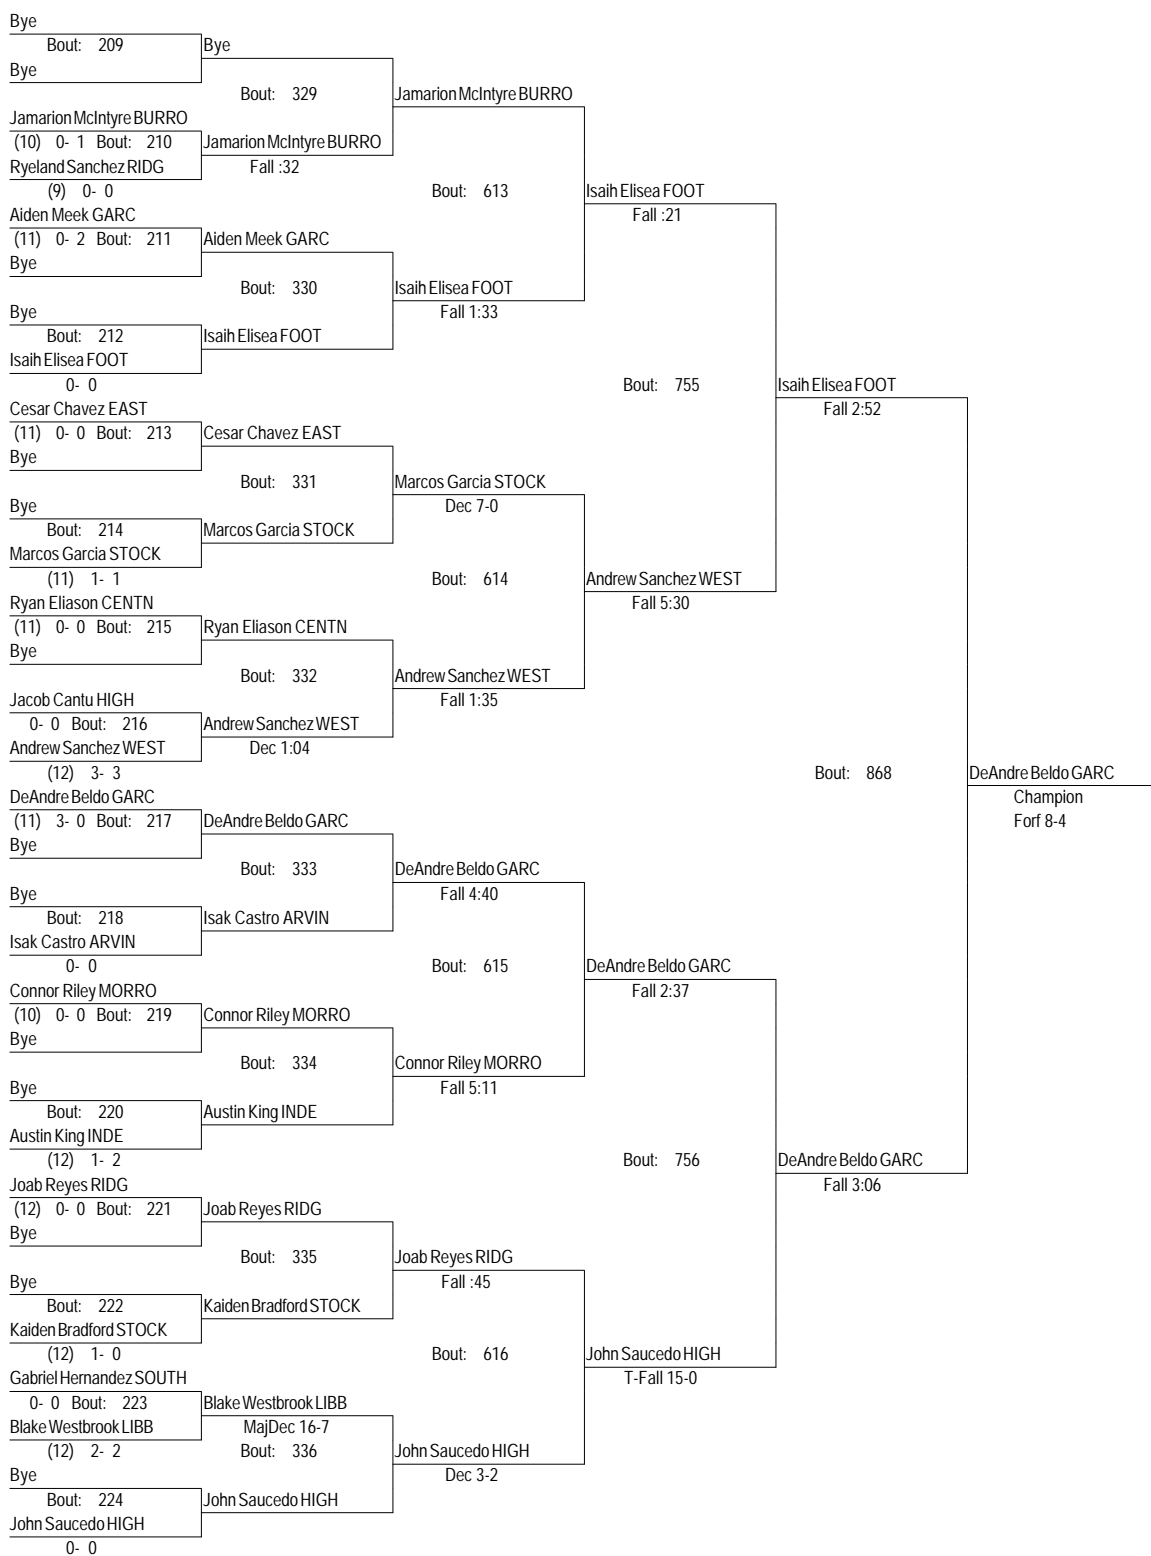 Bye
Bout: 209
Bye
Bye
Bout: 329
Jamarion McIntyre BURRO
Jamarion McIntyre BURRO
(10) 0- 1 Bout: 210
Jamarion McIntyre BURRO
Ryeland Sanchez RIDG
Fall :32
(9) 0- 0
Bout: 613
Isaih Elisea FOOT
Aiden Meek GARC
Fall :21
(11) 0- 2 Bout: 211
Aiden Meek GARC
Bye
Bout: 330
Isaih Elisea FOOT
Bye
Fall 1:33
Bout: 212
Isaih Elisea FOOT
Isaih Elisea FOOT
0- 0
Bout: 755
Isaih Elisea FOOT
Cesar Chavez EAST
Fall 2:52
(11) 0- 0 Bout: 213
Cesar Chavez EAST
Bye
Bout: 331
Marcos Garcia STOCK
Bye
Dec 7-0
Bout: 214
Marcos Garcia STOCK
Marcos Garcia STOCK
(11) 1- 1
Bout: 614
Andrew Sanchez WEST
Ryan Eliason CENTN
Fall 5:30
(11) 0- 0 Bout: 215
Ryan Eliason CENTN
Bye
Bout: 332
Andrew Sanchez WEST
Jacob Cantu HIGH
Fall 1:35
0- 0 Bout: 216
Andrew Sanchez WEST
Andrew Sanchez WEST
Dec 1:04
(12) 3- 3
Bout: 868
DeAndre Beldo GARC
DeAndre Beldo GARC
Champion
(11) 3- 0 Bout: 217
DeAndre Beldo GARC
Forf 8-4
Bye
Bout: 333
DeAndre Beldo GARC
Bye
Fall 4:40
Bout: 218
Isak Castro ARVIN
Isak Castro ARVIN
0- 0
Bout: 615
DeAndre Beldo GARC
Connor Riley MORRO
Fall 2:37
(10) 0- 0 Bout: 219
Connor Riley MORRO
Bye
Bout: 334
Connor Riley MORRO
Bye
Fall 5:11
Bout: 220
Austin King INDE
Austin King INDE
(12) 1- 2
Bout: 756
DeAndre Beldo GARC
Joab Reyes RIDG
Fall 3:06
(12) 0- 0 Bout: 221
Joab Reyes RIDG
Bye
Bout: 335
Joab Reyes RIDG
Bye
Fall :45
Bout: 222
Kaiden Bradford STOCK
Kaiden Bradford STOCK
(12) 1- 0
Bout: 616
John Saucedo HIGH
Gabriel Hernandez SOUTH
T-Fall 15-0
0- 0 Bout: 223
Blake Westbrook LIBB
Blake Westbrook LIBB
MajDec 16-7
(12) 2- 2
Bout: 336
John Saucedo HIGH
Bye
Dec 3-2
Bout: 224
John Saucedo HIGH
John Saucedo HIGH
0- 0